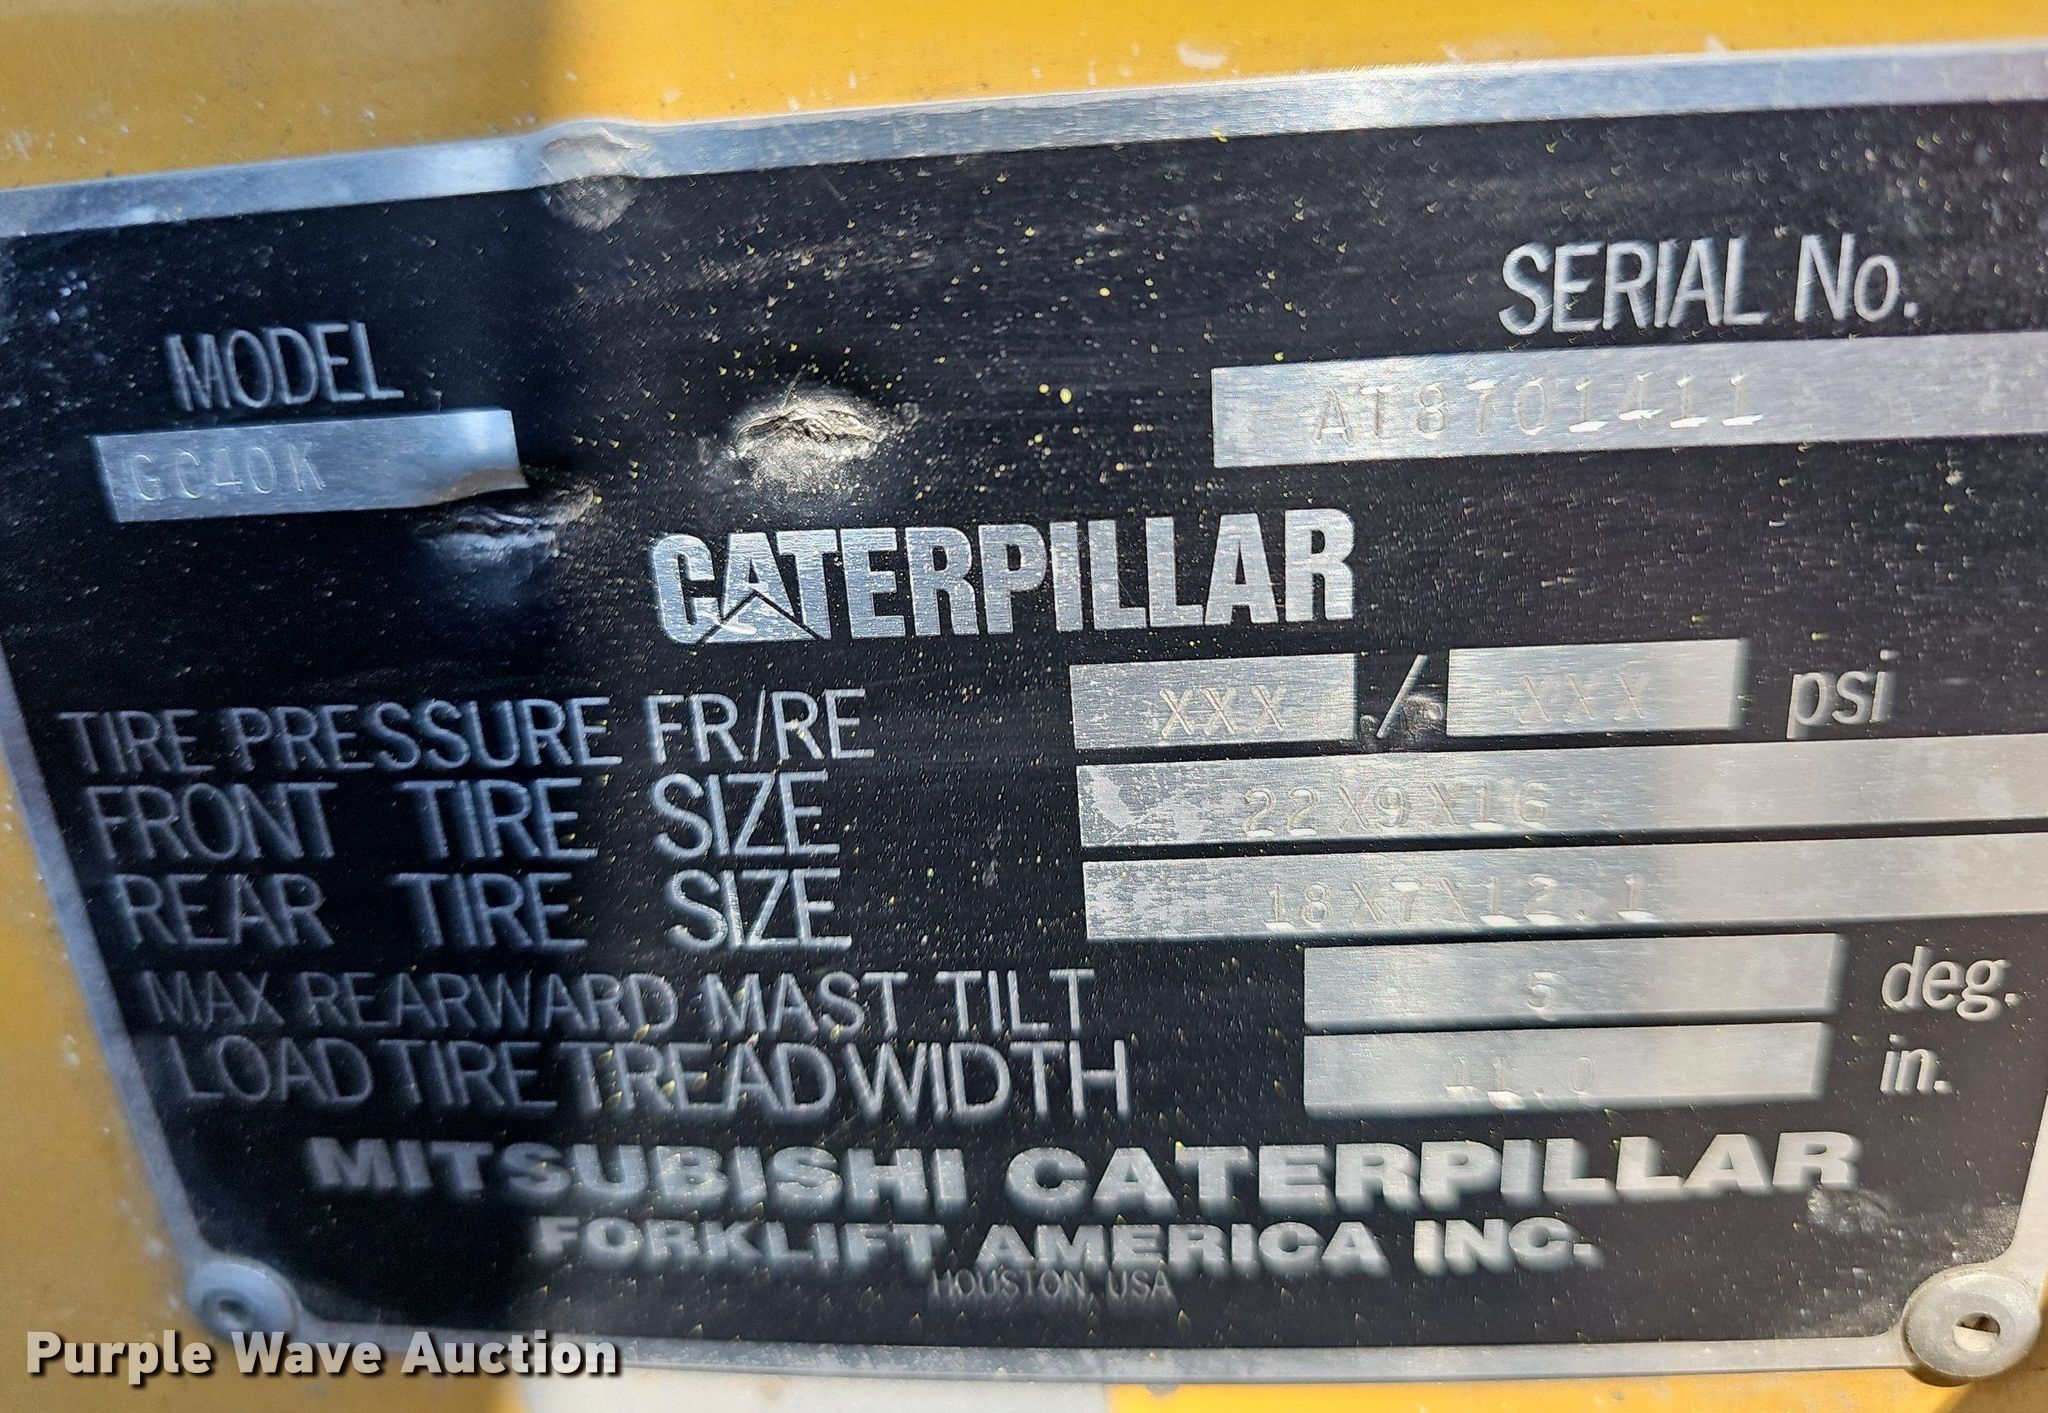 MODEL
GC40K
SERIAL No.
AT8701411
CATERPILLAR
TIRE PRESSURE FR/RE XXX / XXX psi
FRONT TIRE SIZE 22X9X16
REAR TIRE SIZE 18X7X12.1
MAX REARWARD MAST TILT 5 deg.
LOAD TIRE TREAD WIDTH 41.0 in.
MITSUBISHI CATERPILLAR
FORKLIFT AMERICA INC.
HOUSTON, USA
Purple Wave Auction